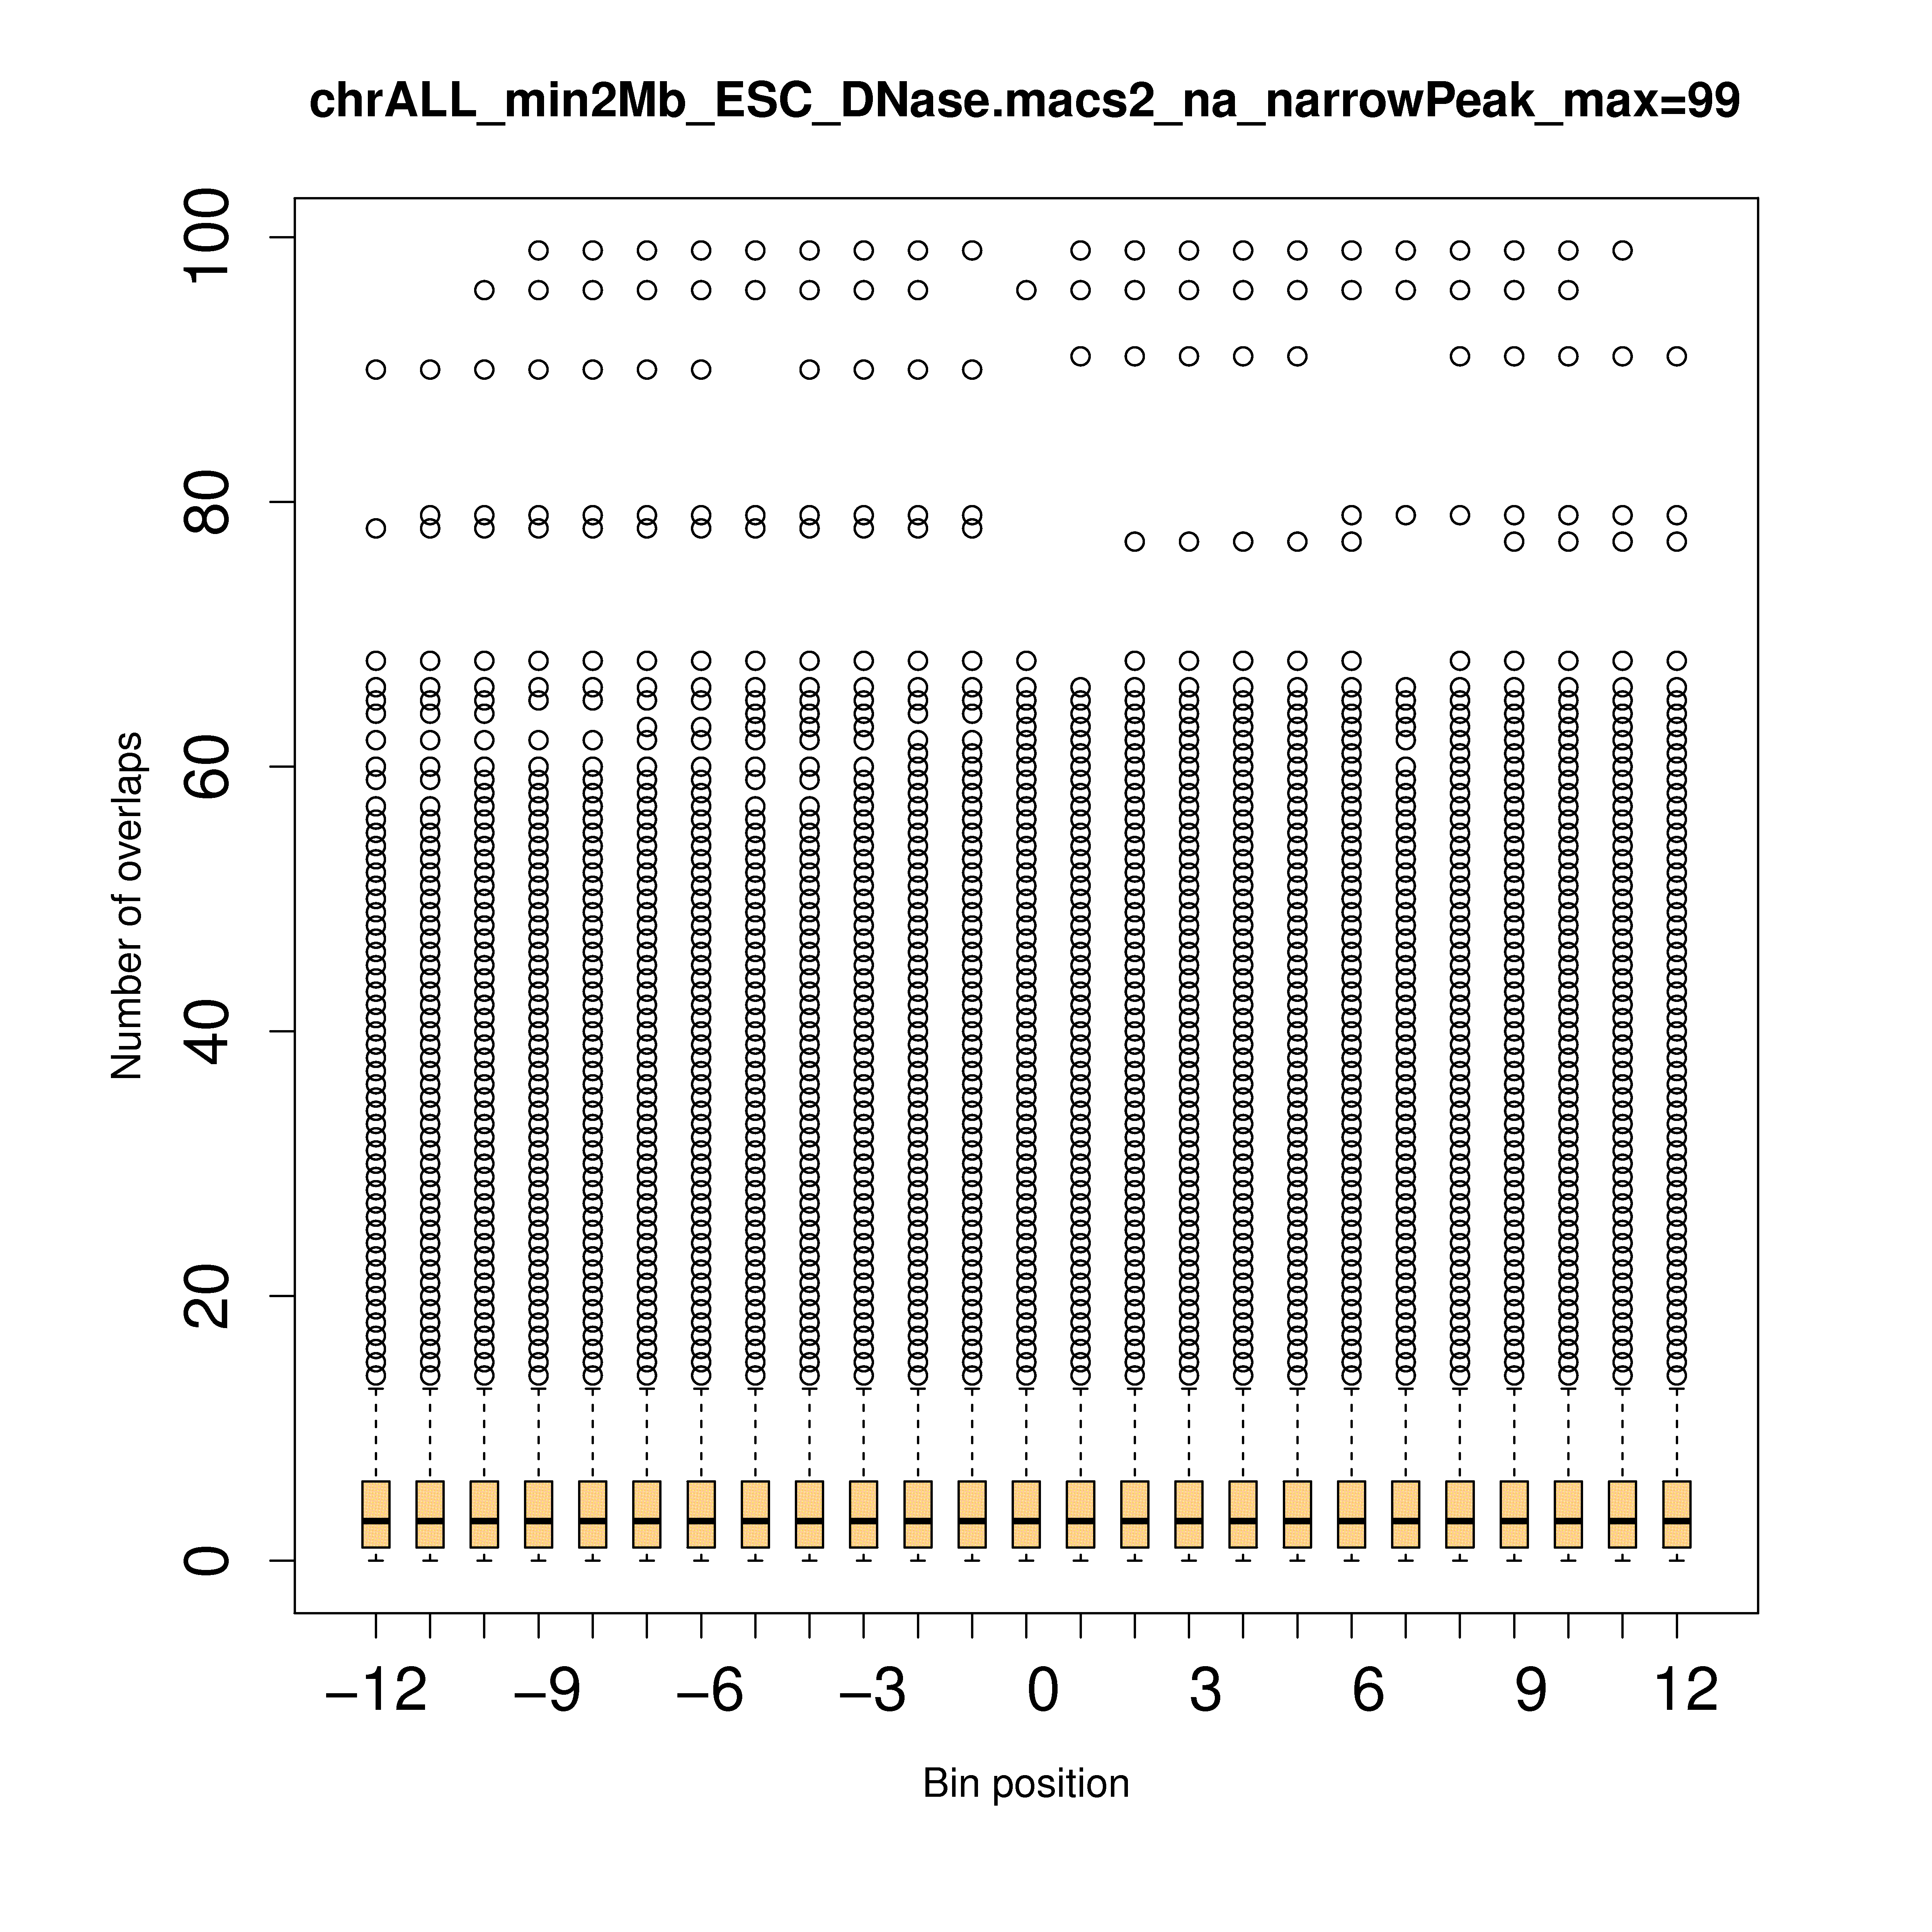 chrALL_min2Mb_ESC_DNase.macs2_na_narrowPeak_max=99
100
80
60
40
20
0
Number of overlaps
−12 −9 −6 −3 0 3 6 9 12
Bin position